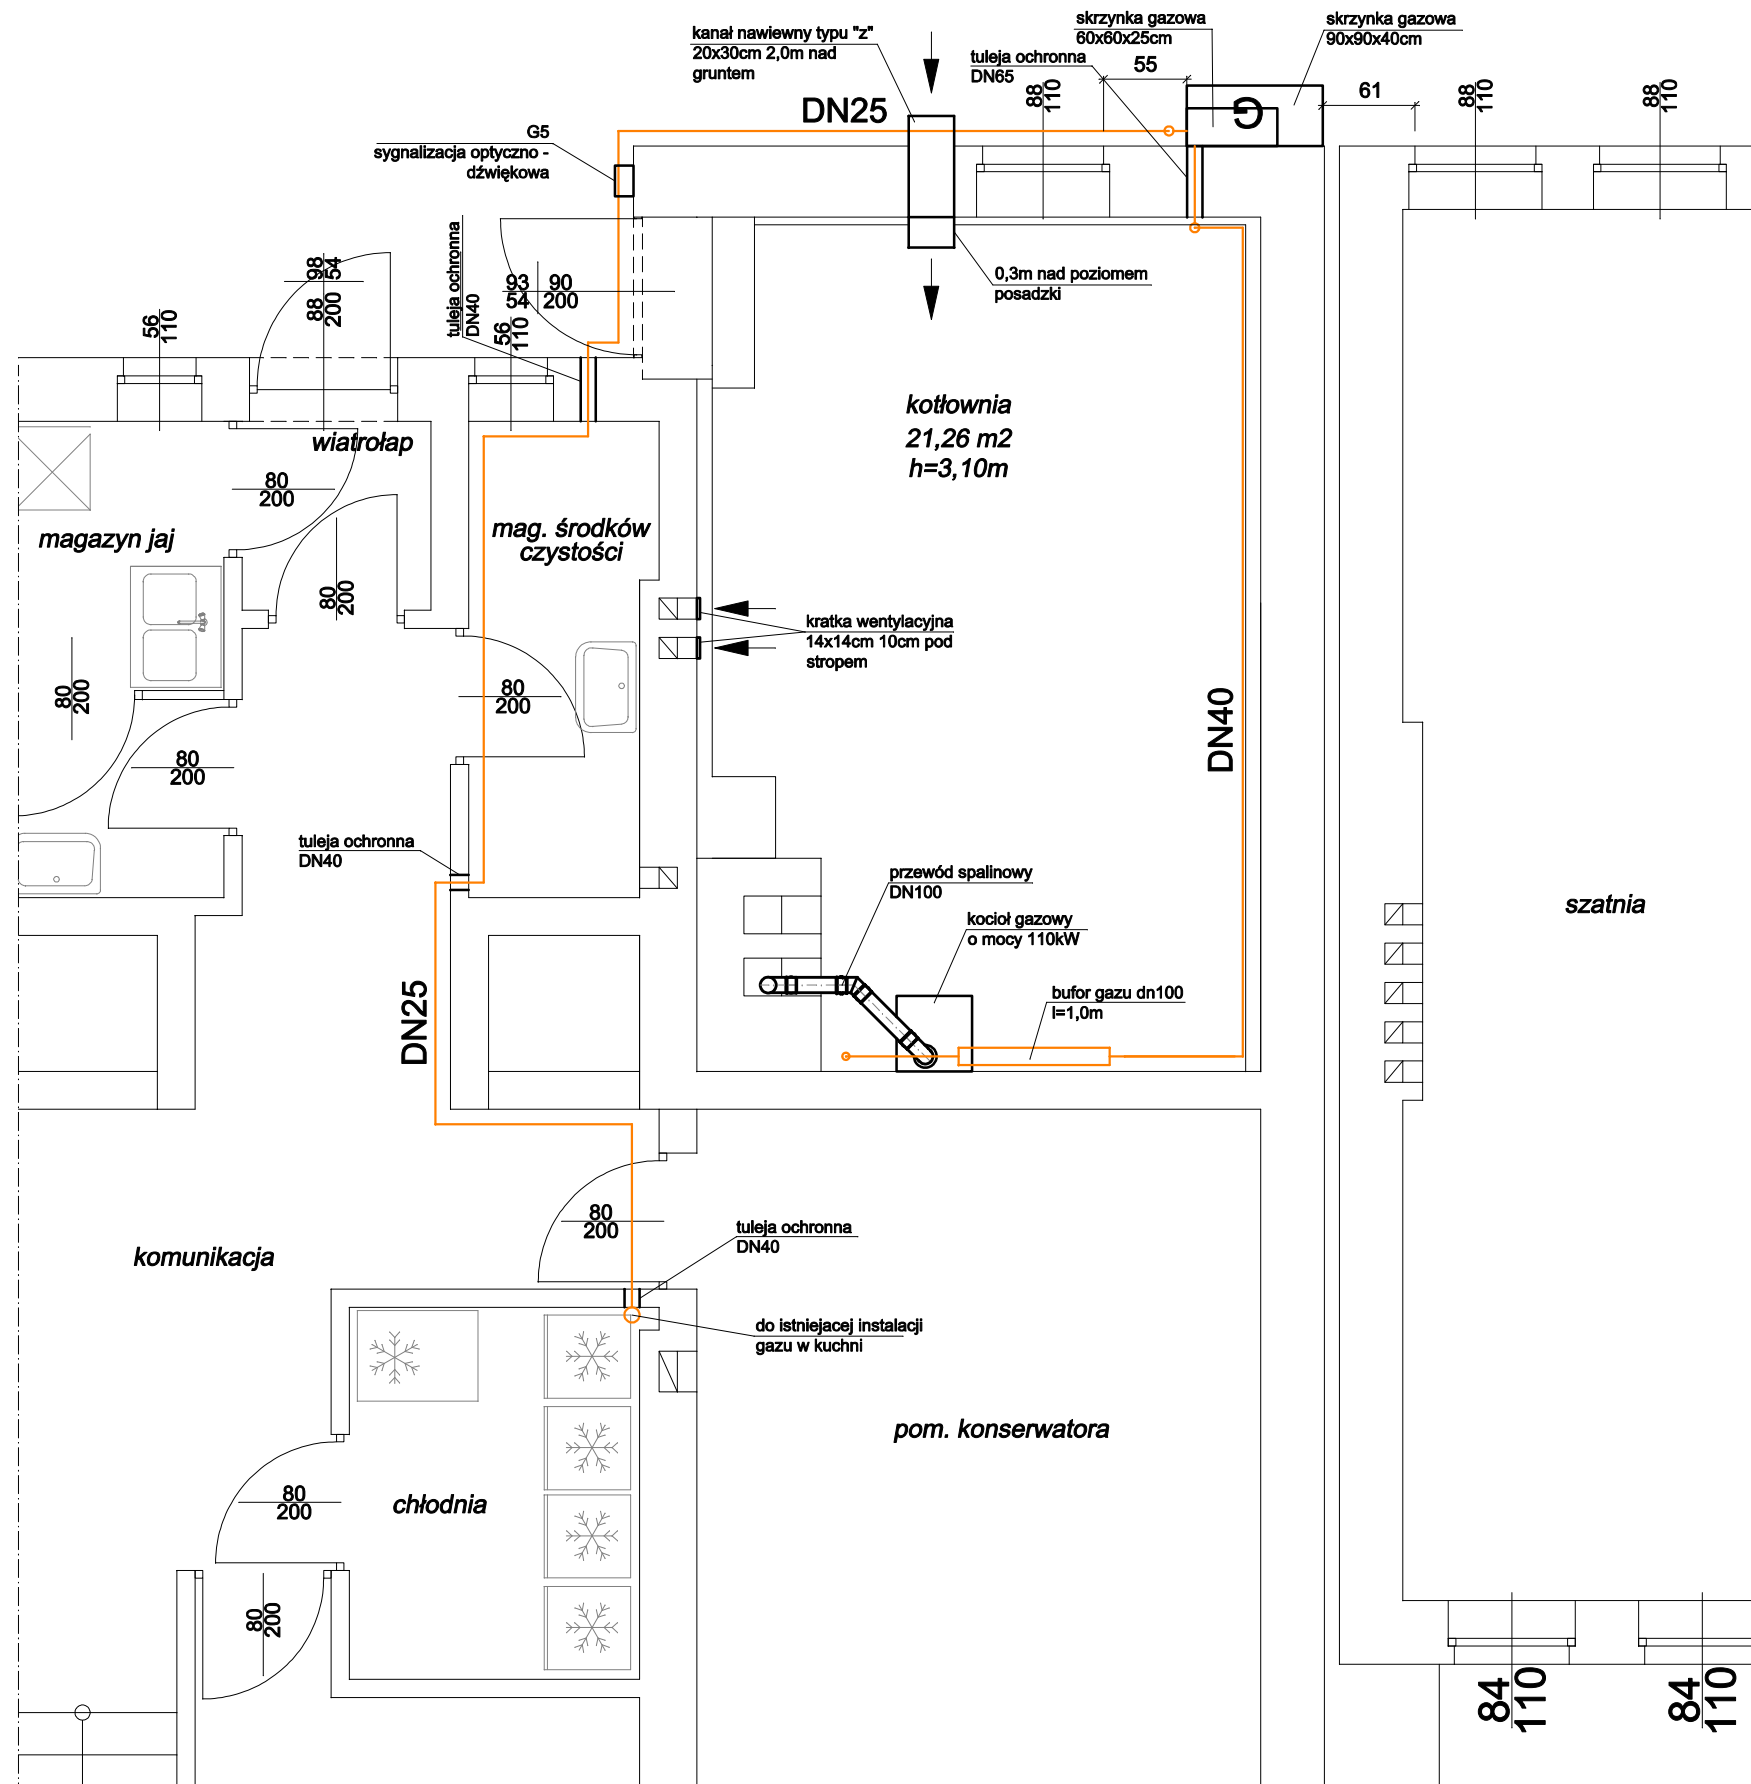 kanał nawiewny typu "z"
20x30cm 2,0m nad
gruntem
skrzynka gazowa
60x60x25cm
skrzynka gazowa
90x90x40cm
tuleja ochronna
DN65
55
61
88
110
88
110
88
110
DN25
G
G5
sygnalizacja optyczno -
dźwiękowa
tuleja ochronna
DN40
93
54
90
200
98
54
88
200
56
110
56
110
0,3m nad poziomem
posadzki
kotłownia
21,26 m2
h=3,10m
wiatrołap
80
200
magazyn jaj
mag. środków
czystości
80
200
kratka wentylacyjna
14x14cm 10cm pod
stropem
80
200
80
200
80
200
DN40
tuleja ochronna
DN40
przewód spalinowy
DN100
kocioł gazowy
o mocy 110kW
szatnia
bufor gazu dn100
l=1,0m
DN25
80
200
tuleja ochronna
DN40
komunikacja
do istniejacej instalacji
gazu w kuchni
pom. konserwatora
80
200
chłodnia
80
200
84
110
84
110